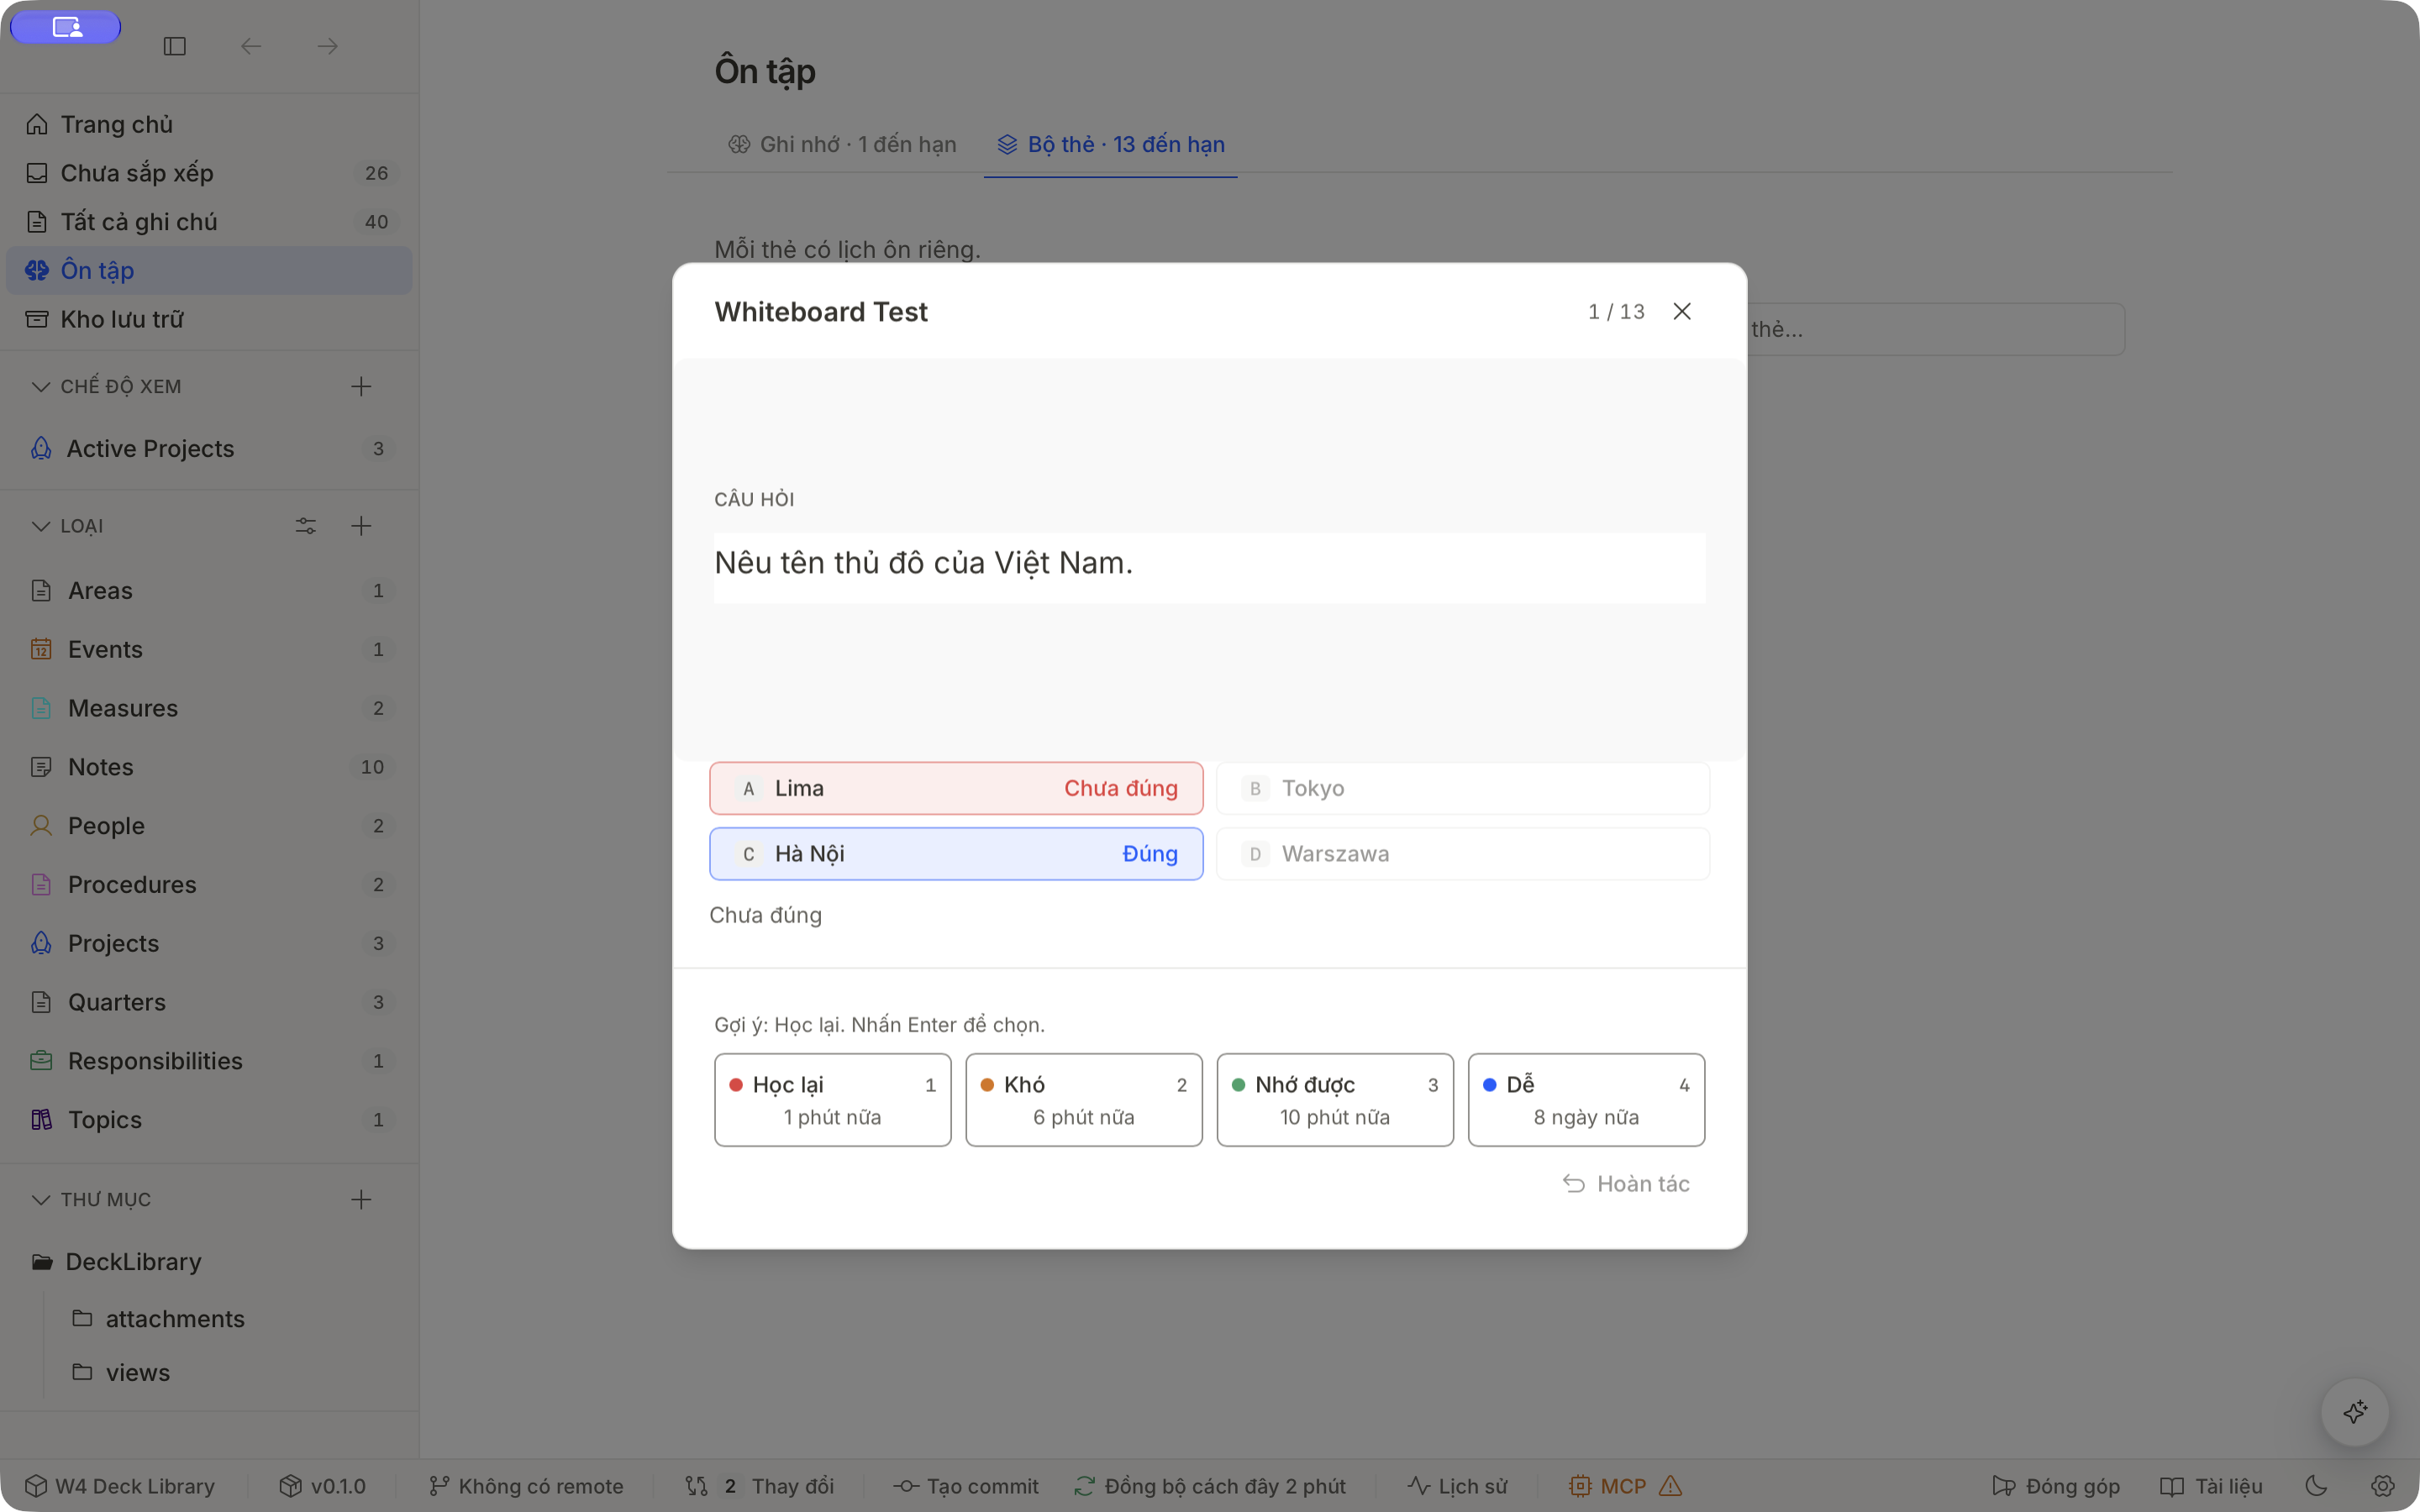 Trang chủ
Chưa sắp xếp 26
Tất cả ghi chú 40
Ôn tập
Kho lưu trữ
CHẾ ĐỘ XEM
Active Projects 3
LOẠI
Areas 1
12
Events 1
Measures 2
Notes 10
People 2
Procedures 2
Projects 3
Quarters 3
Responsibilities 1
Topics 1
THƯ MỤC
DeckLibrary
attachments
views
Ôn tập
Ghi nhớ · 1 đến hạn
Bộ thẻ · 13 đến hạn
Mỗi thẻ có lịch ôn riêng.
thẻ...
Whiteboard Test 1 / 13
CÂU HỎI
Nêu tên thủ đô của Việt Nam.
A Lima Chưa đúng
B Tokyo
C Hà Nội Đúng
D Warszawa
Chưa đúng
Gợi ý: Học lại. Nhấn Enter để chọn.
Học lại 1
1 phút nữa
Khó 2
6 phút nữa
Nhớ được 3
10 phút nữa
Dễ 4
8 ngày nữa
Hoàn tác
W4 Deck Library
v0.1.0
Không có remote
2 Thay đổi
Tạo commit
Đồng bộ cách đây 2 phút
Lịch sử
MCP
Đóng góp
Tài liệu